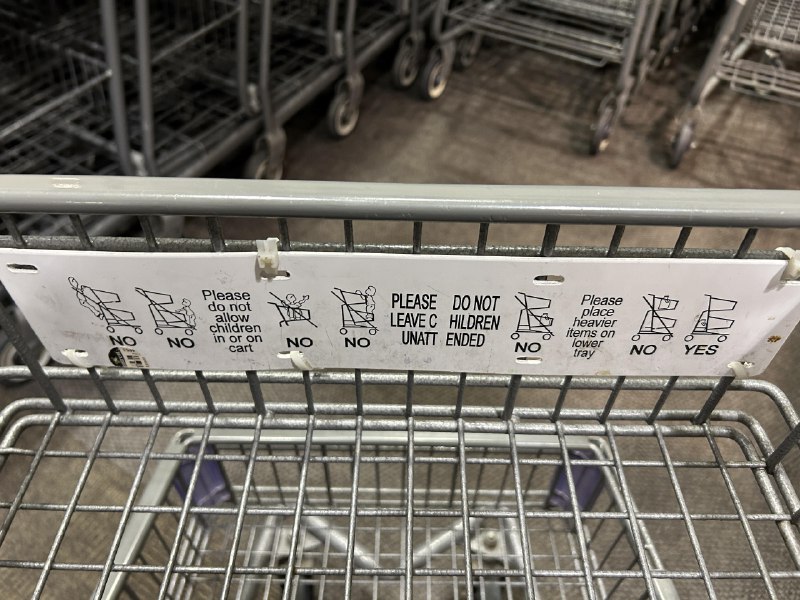 NO
NO
Please
do not
allow
children
in or on
cart
NO
NO
PLEASE DO NOT
LEAVE C HILDREN
UNATT ENDED
NO
Please
place
heavier
items on
lower
tray
NO
YES